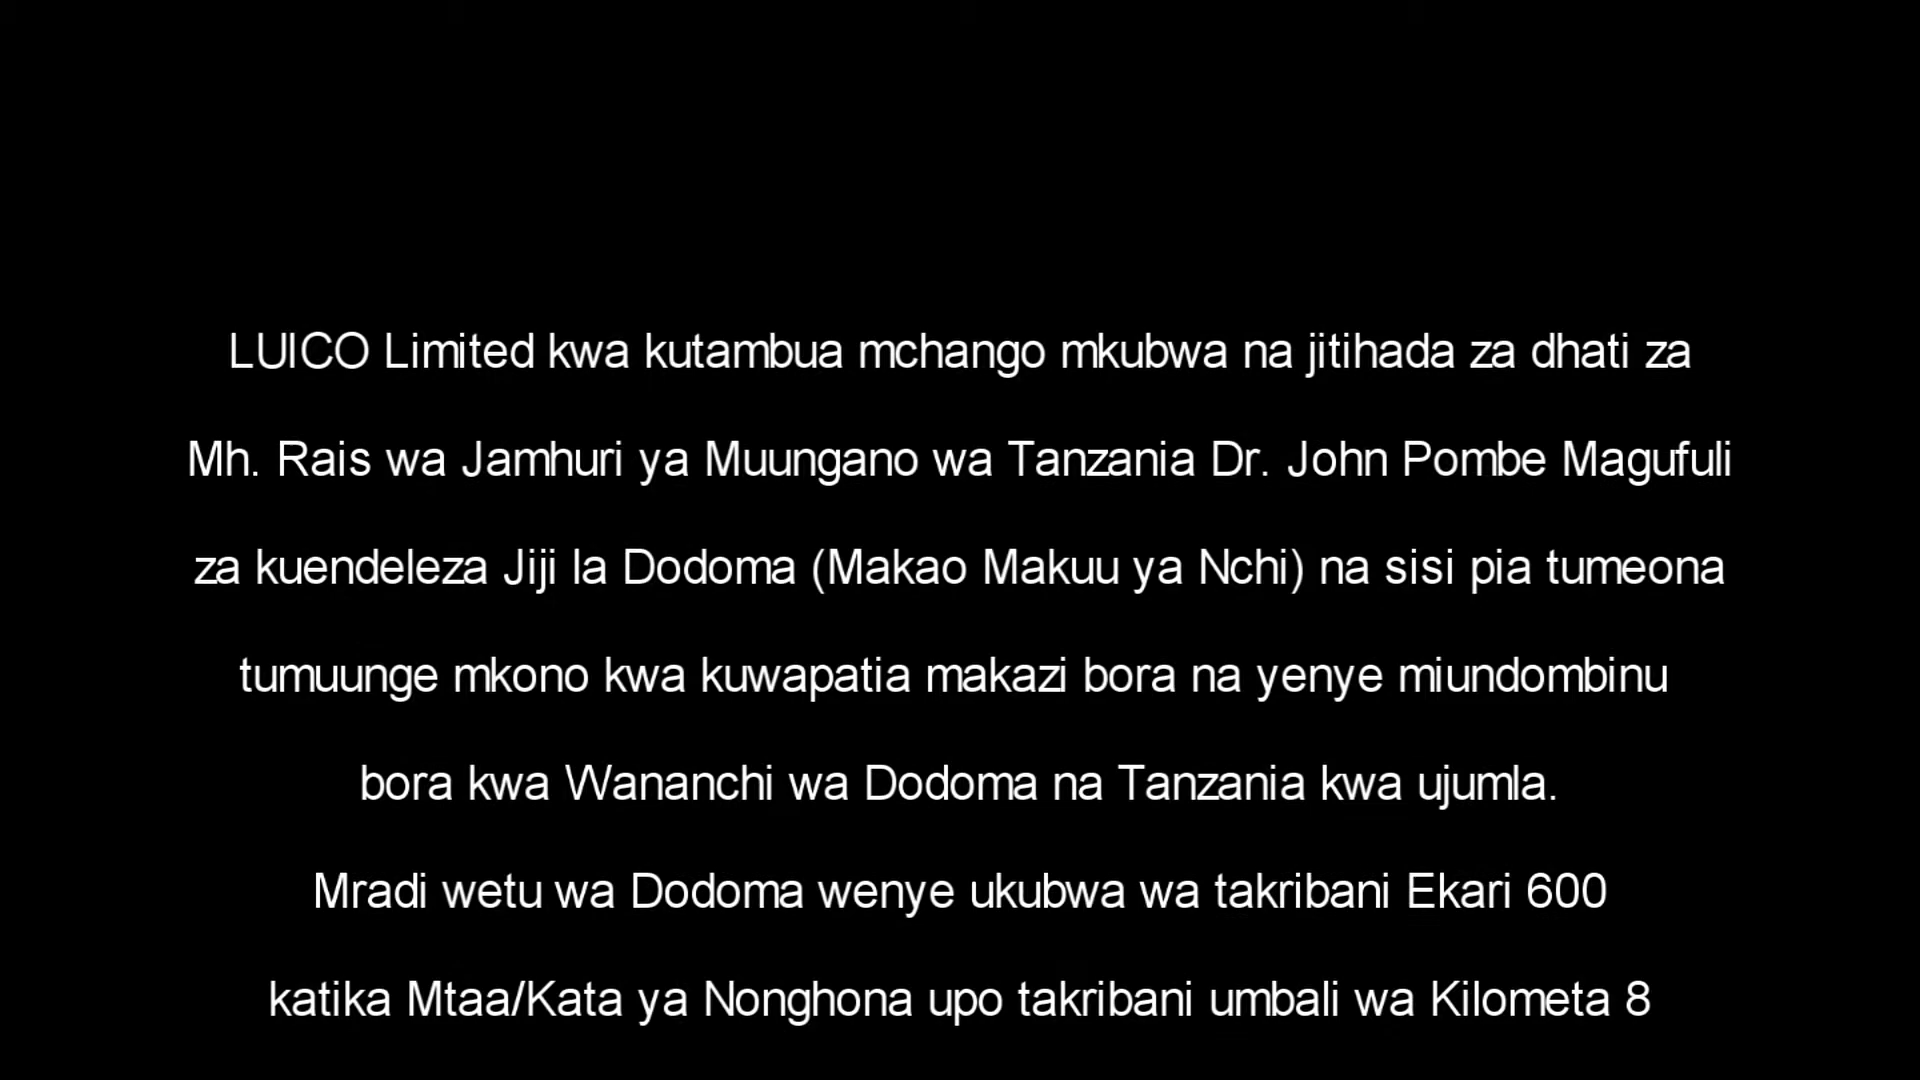 LUICO Limited kwa kutambua mchango mkubwa na jitihada za dhati za
Mh. Rais wa Jamhuri ya Muungano wa Tanzania Dr. John Pombe Magufuli
za kuendeleza Jiji la Dodoma (Makao Makuu ya Nchi) na sisi pia tumeona
tumuunge mkono kwa kuwapatia makazi bora na yenye miundombinu
bora kwa Wananchi wa Dodoma na Tanzania kwa ujumla.
Mradi wetu wa Dodoma wenye ukubwa wa takribani Ekari 600
katika Mtaa/Kata ya Nonghona upo takribani umbali wa Kilometa 8